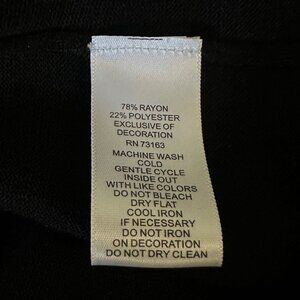 78% RAYON
22% POLYESTER
EXCLUSIVE OF
DECORATION
RN 73163
MACHINE WASH
COLD
GENTLE CYCLE
INSIDE OUT
WITH LIKE COLORS
DO NOT BLEACH
DRY FLAT
COOL IRON
IF NECESSARY
DO NOT IRON
ON DECORATION
DO NOT DRY CLEAN